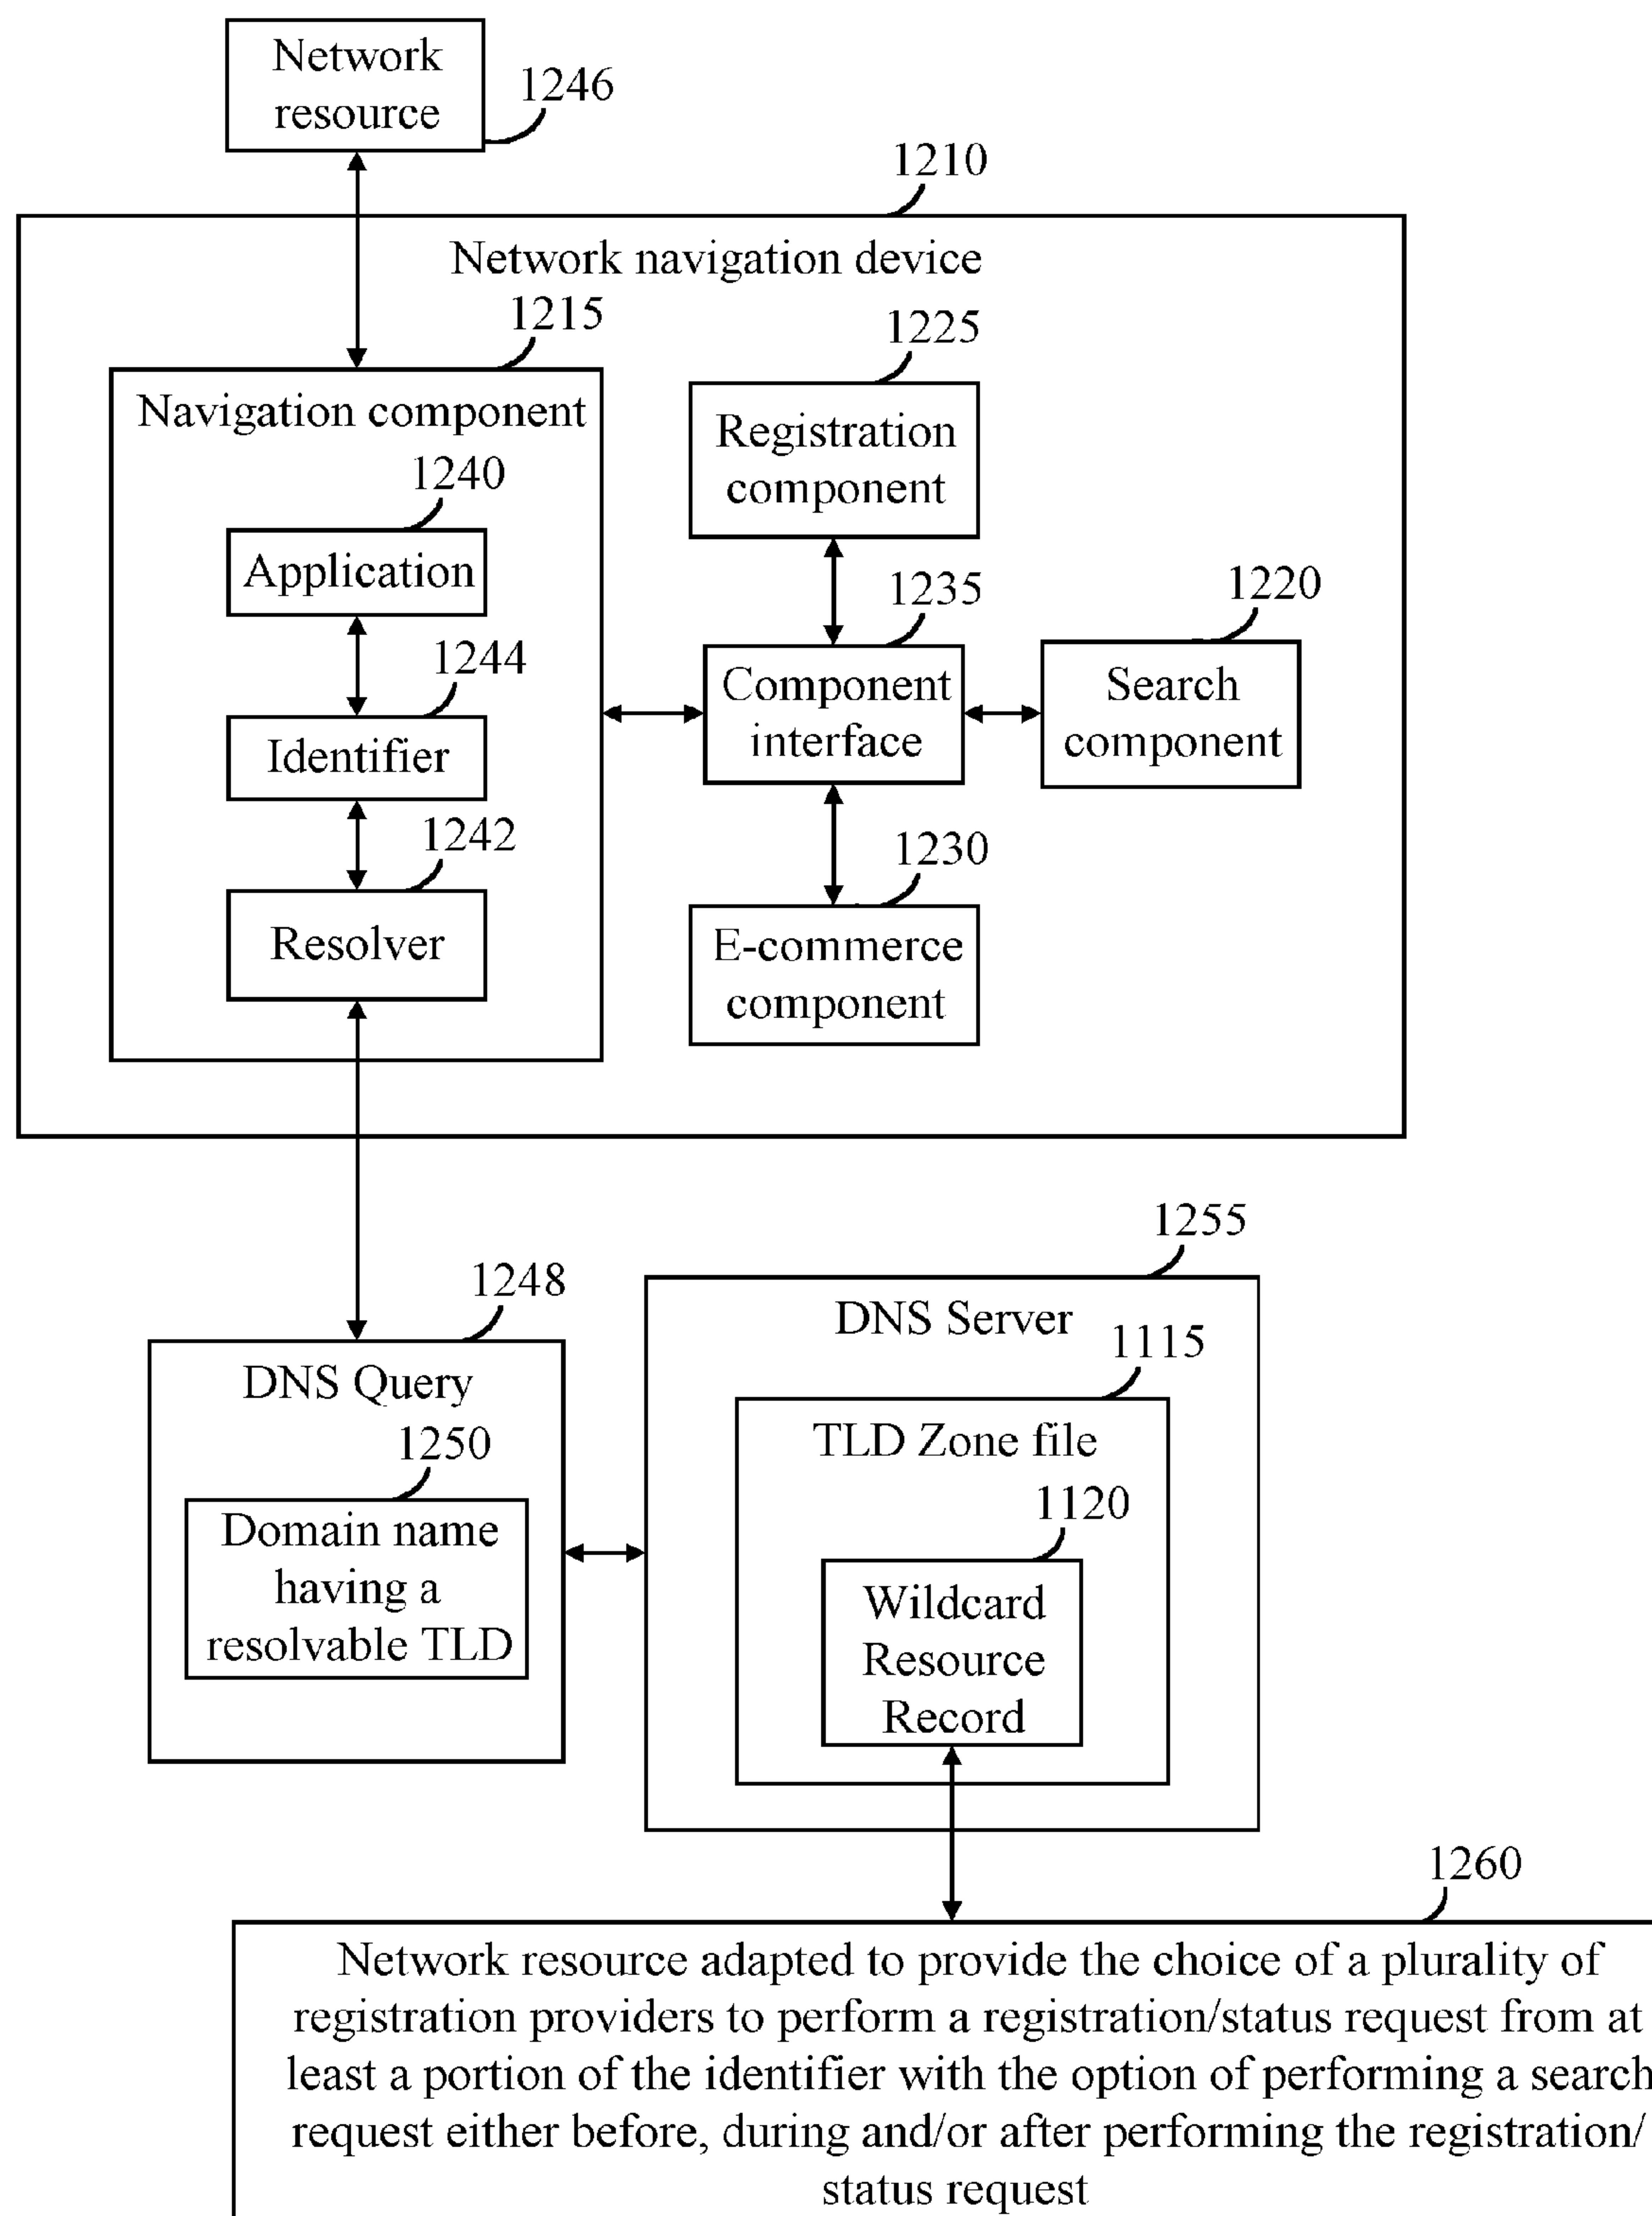 Network
resource
1246
1210
Network navigation device
1215
1225
Navigation component
Registration
component
1240
Application
1235
1220
1244
Component
interface
Search
component
Identifier
1242
1230
Resolver
E-commerce
component
1255
1248
DNS Server
DNS Query
1115
1250
TLD Zone file
1120
Domain name
having a
resolvable TLD
Wildcard
Resource
Record
1260
Network resource adapted to provide the choice of a plurality of
registration providers to perform a registration/status request from at
least a portion of the identifier with the option of performing a search
request either before, during and/or after performing the registration/
status request